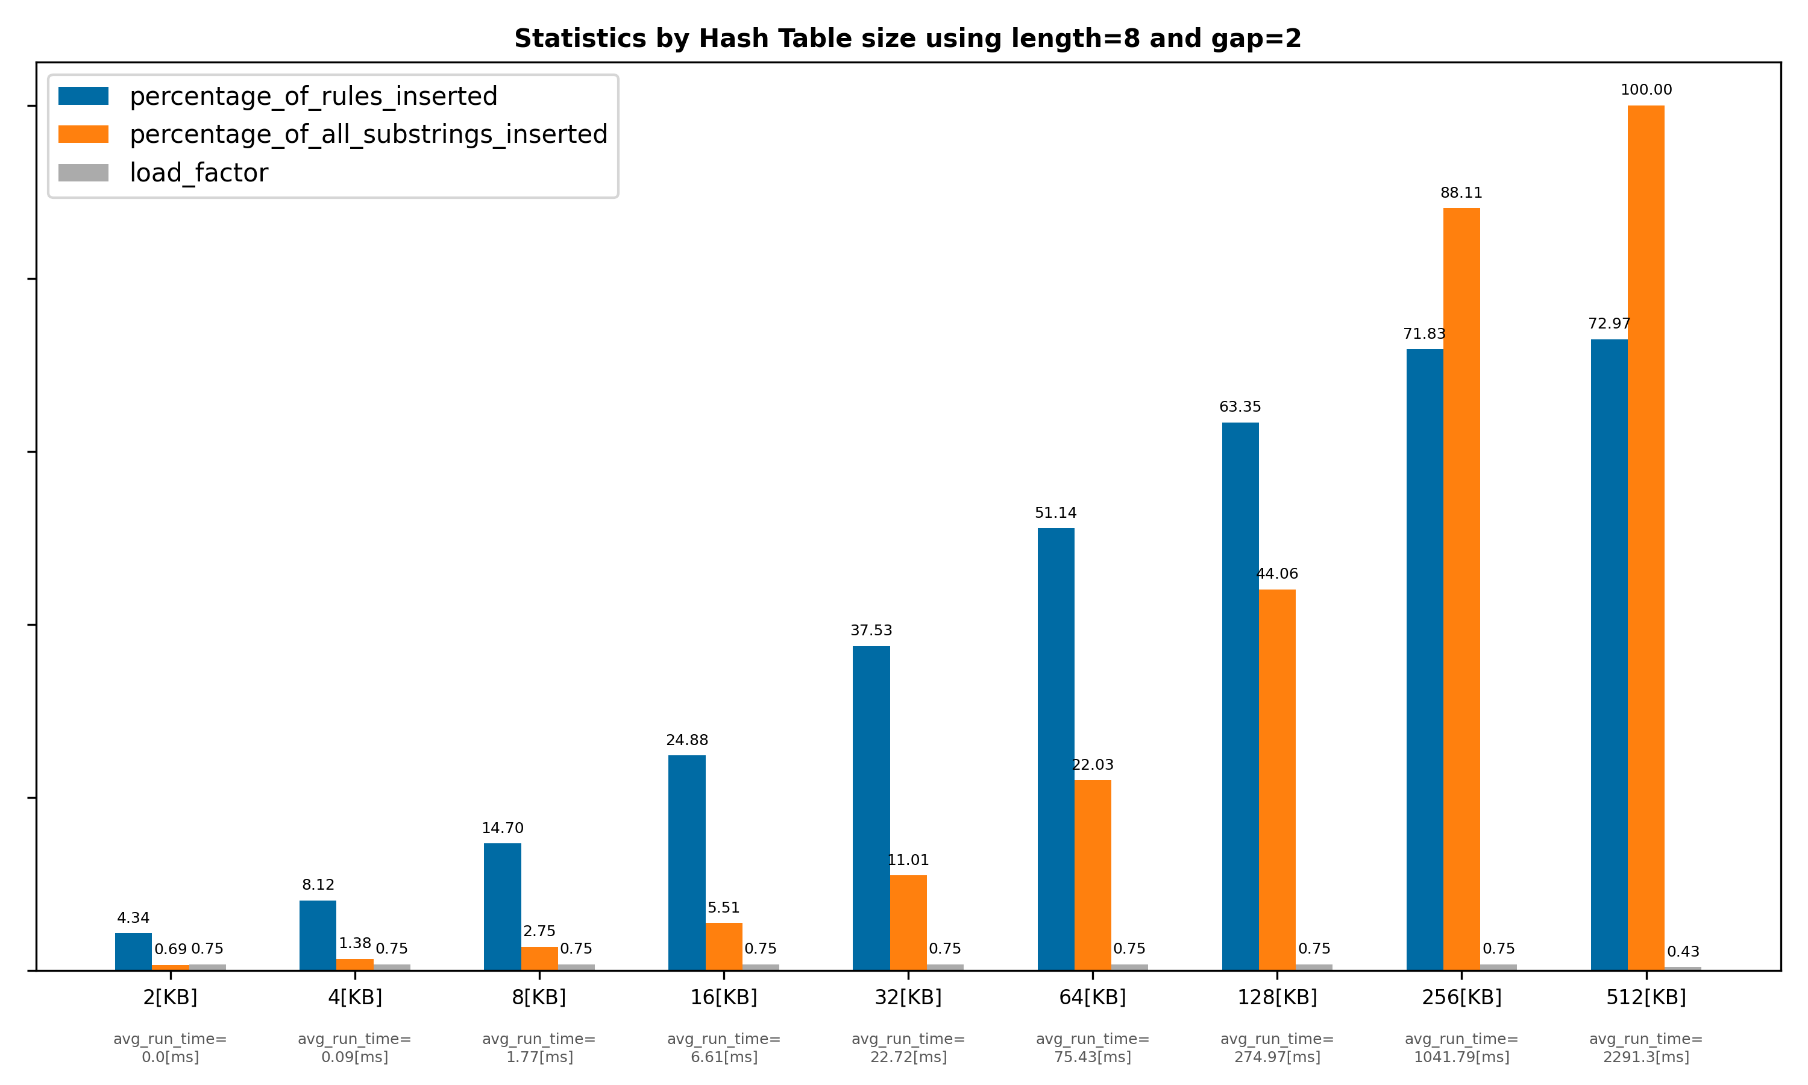 Statistics by Hash Table size using length=8 and gap=2
percentage_of_rules_inserted
percentage_of_all_substrings_inserted
load_factor
4.34
0.69
0.75
8.12
1.38
0.75
14.70
2.75
0.75
24.88
5.51
0.75
37.53
11.01
0.75
51.14
22.03
0.75
63.35
44.06
0.75
71.83
88.11
0.75
72.97
100.00
0.43
2[KB]
4[KB]
8[KB]
16[KB]
32[KB]
64[KB]
128[KB]
256[KB]
512[KB]
avg_run_time=
0.0[ms]
avg_run_time=
0.09[ms]
avg_run_time=
1.77[ms]
avg_run_time=
6.61[ms]
avg_run_time=
22.72[ms]
avg_run_time=
75.43[ms]
avg_run_time=
274.97[ms]
avg_run_time=
1041.79[ms]
avg_run_time=
2291.3[ms]